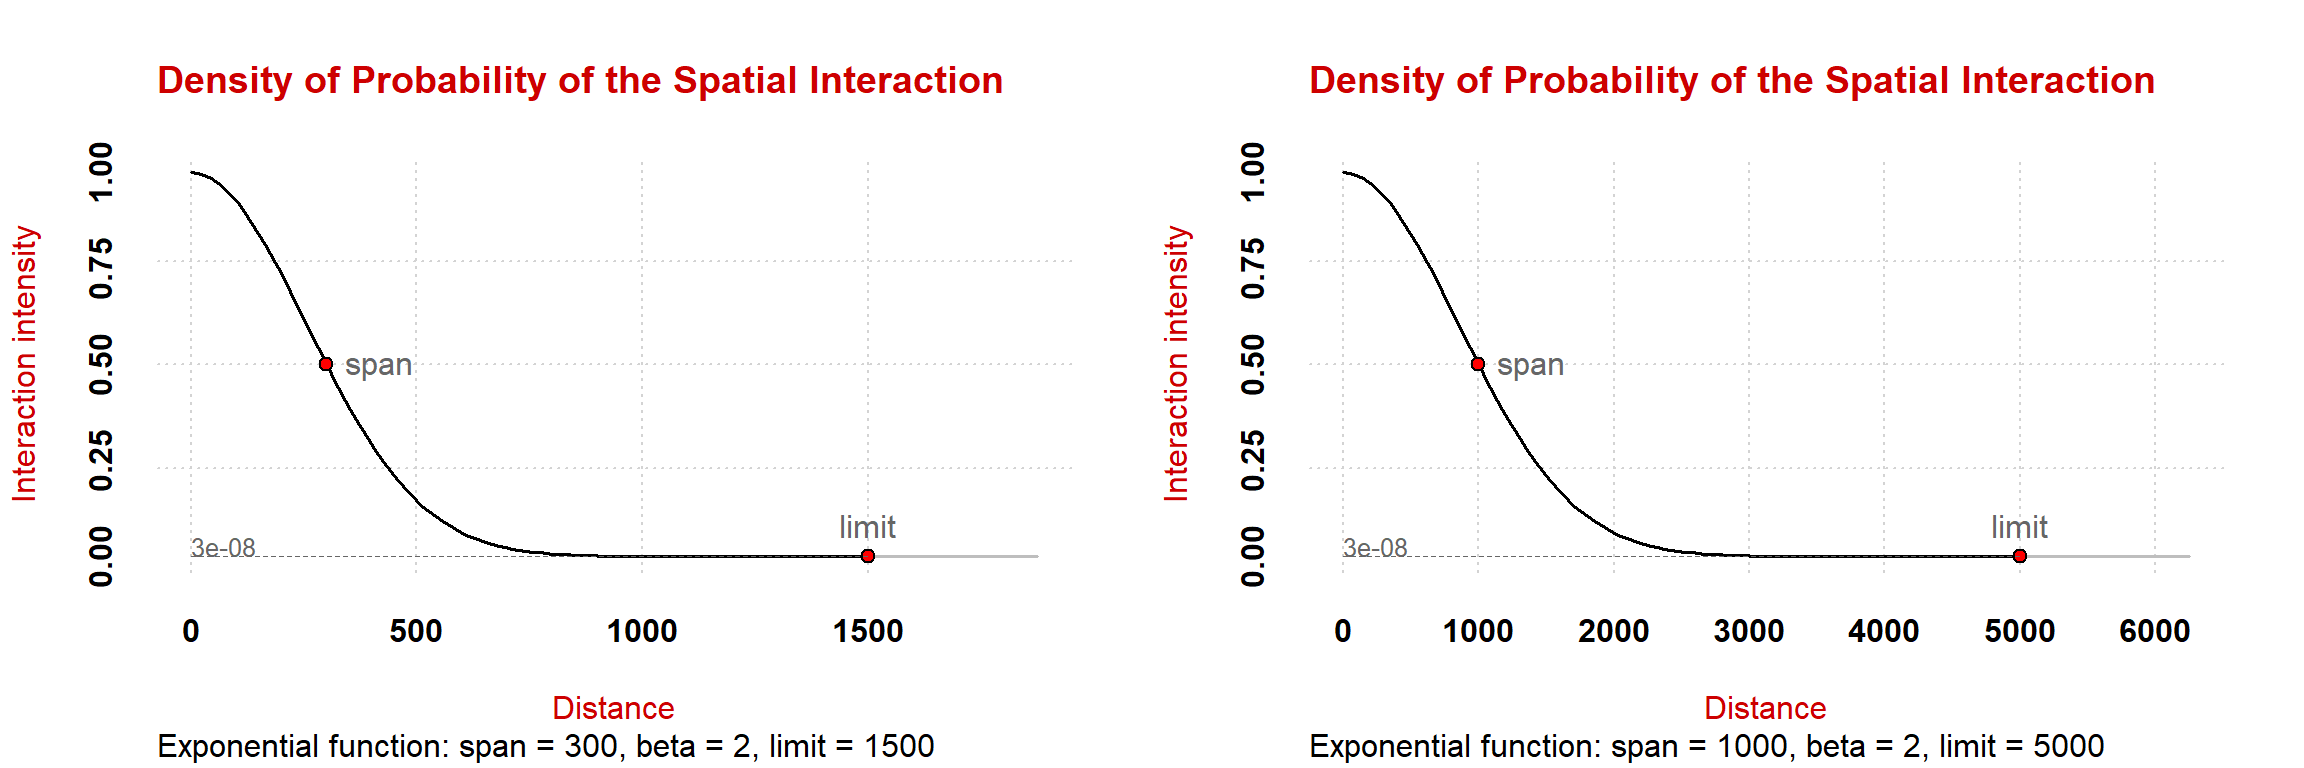 Density of Probability of the Spatial Interaction
Interaction intensity
1.00
0.75
0.50
0.25
0.00
span
limit
3e-08
0 500 1000 1500
Distance
Exponential function: span = 300, beta = 2, limit = 1500
Density of Probability of the Spatial Interaction
Interaction intensity
1.00
0.75
0.50
0.25
0.00
span
limit
3e-08
0 1000 2000 3000 4000 5000 6000
Distance
Exponential function: span = 1000, beta = 2, limit = 5000